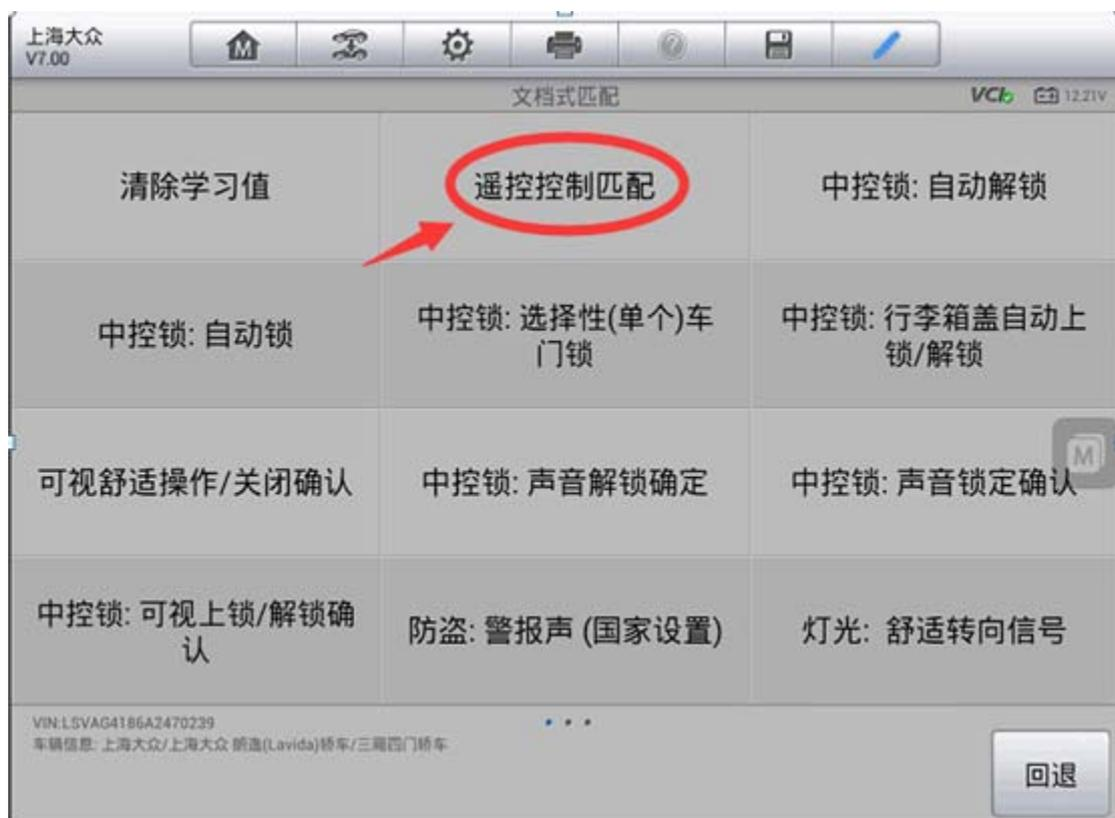 上海大众
V7.00
M
文档式匹配
VCI 12.21V
清除学习值
遥控控制匹配
中控锁: 自动解锁
中控锁: 自动锁
中控锁: 选择性(单个)车
门锁
中控锁: 行李箱盖自动上
锁/解锁
可视舒适操作/关闭确认
中控锁: 声音解锁确定
中控锁: 声音锁定确认
M
中控锁: 可视上锁/解锁确
认
防盗: 警报声 (国家设置)
灯光: 舒适转向信号
VIN:LSVAG4186A2470239
车辆信息: 上海大众/上海大众 朗逸(Lavida)轿车/三厢四门轿车
回退